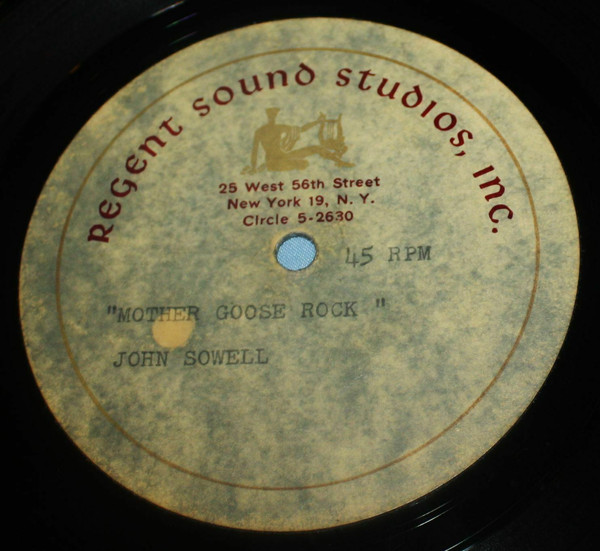 Regent Sound Studios, Inc.
25 West 56th Street
New York 19, N. Y.
Circle 5-2630
45 RPM
"MOTHER GOOSE ROCK "
JOHN SOWELL